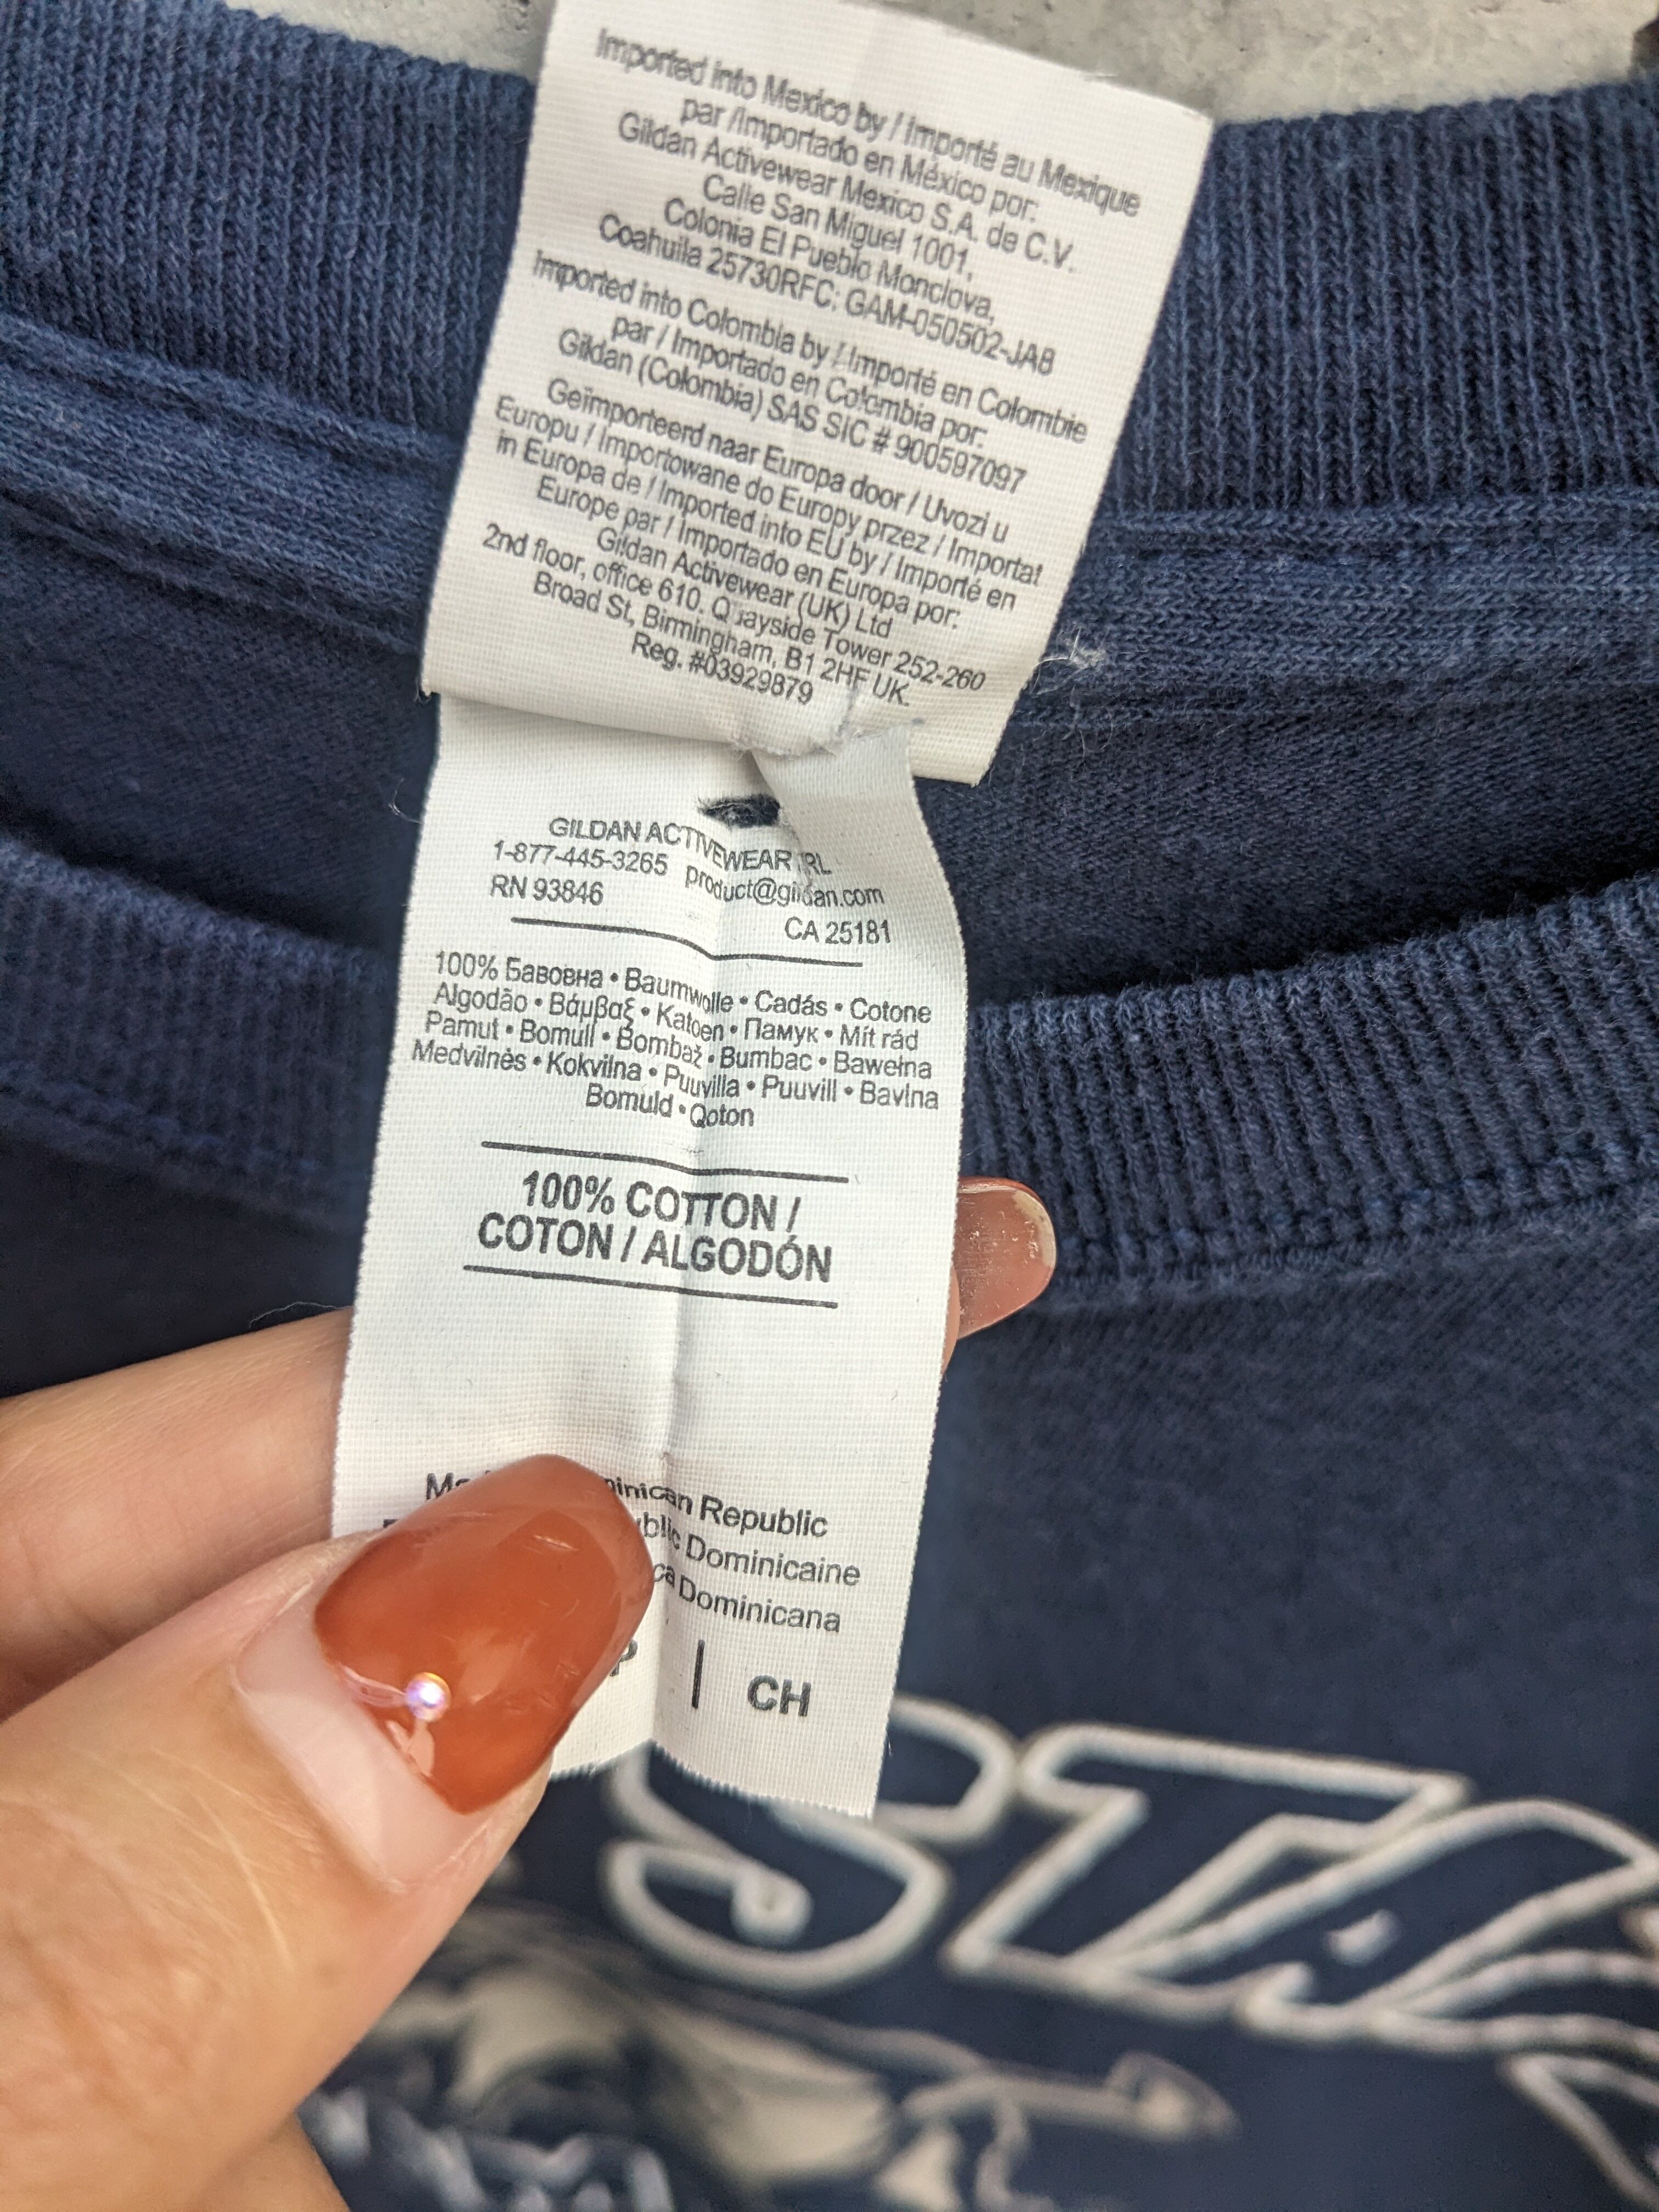 Imported into Mexico by / Importé au Mexique
par /Importado en México por:
Gildan Activewear Mexico S.A. de C.V.
Calle San Miguel 1001,
Colonia El Pueblo Monclova,
Coahuila 25730RFC: GAM-050502-JA8
Imported into Colombia by / Importé en Colombie
par / Importado en Colombia por:
Gildan (Colombia) SAS SIC # 900597097
Geïmporteerd naar Europa door / Uvozi u
Europu / Importowane do Europy przez / Importat
in Europa de / Imported into EU by / Importé en
Europe par / Importado en Europa por:
Gildan Activewear (UK) Ltd
2nd floor, office 610. Quayside Tower 252-260
Broad St, Birmingham, B1 2HF UK.
Reg. #03929879
GILDAN ACTIVEWEAR
1-877-445-3265 product@gildan.com
RN 93846 CA 25181
100% Бавовна • Baumwolle • Cadás • Cotone
Algodão • Βάμβαξ • Katoen • Памук • Mít rád
Pamut • Bomull • Bombaž • Bumbac • Bawełna
Medvilnės • Kokvilna • Puuvilla • Puuvill • Bavlna
Bomuld • Qoton
100% COTTON /
COTON / ALGODÓN
Republic
Dominicaine
Dominicana
P | CH